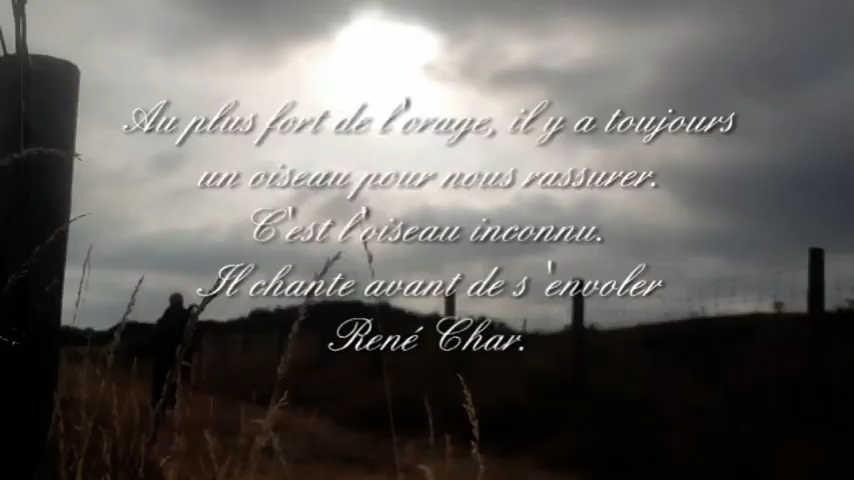 Au plus fort de l'orage, il y a toujours
un oiseau pour nous rassurer.
C'est l'oiseau inconnu.
Il chante avant de s 'envoler
René Char.